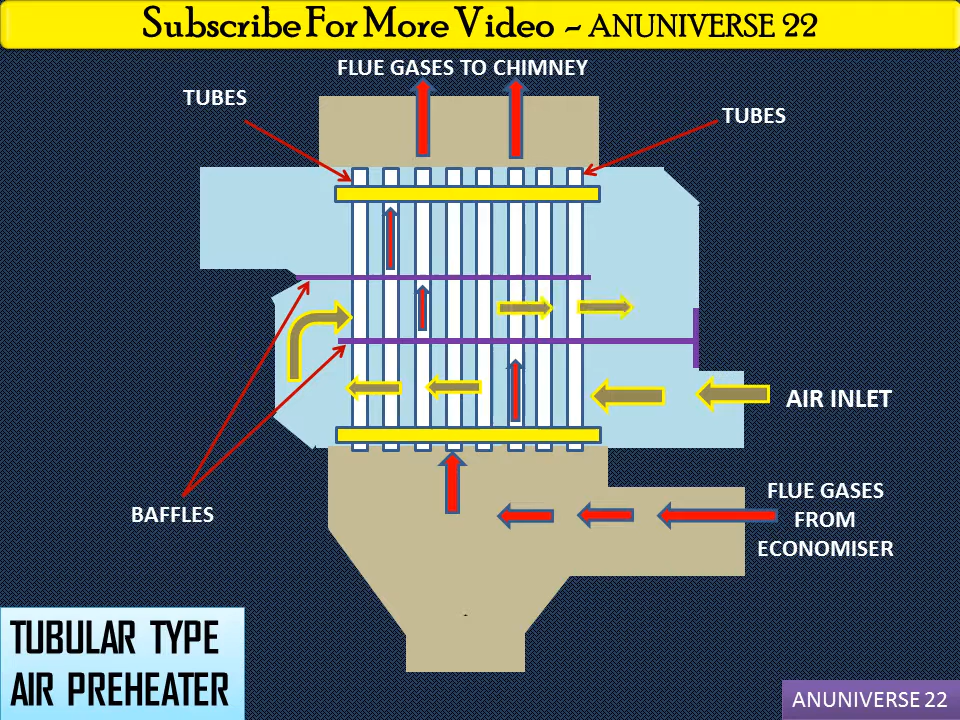 Subscribe For More Video ~ ANUNIVERSE 22
FLUE GASES TO CHIMNEY
TUBES
TUBES
AIR INLET
BAFFLES
FLUE GASES
FROM
ECONOMISER
TUBULAR TYPE
AIR PREHEATER
ANUNIVERSE 22